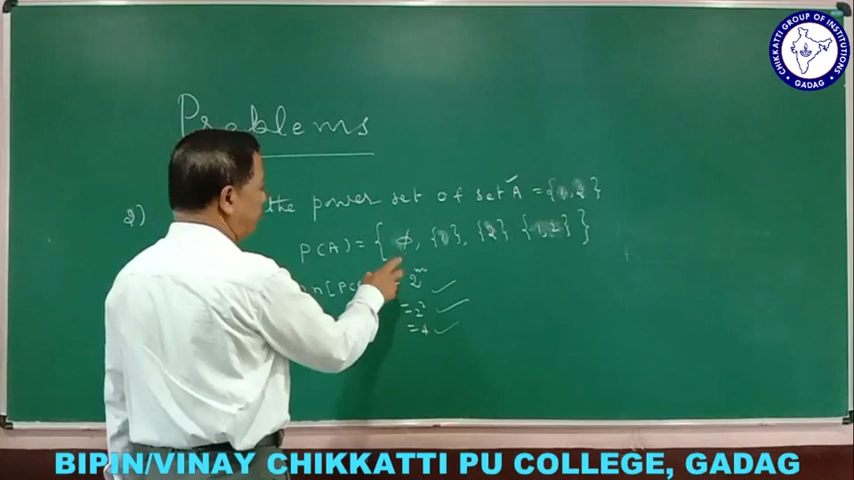 CHIKKATTI GROUP OF INSTITUTIONS
GADAG
Problems
2) the power set of set A = {1,2}
P(A) = { φ, {1}, {2} {1,2} }
n[P( = 2^m ✓
= 2² ✓
= 4 ✓
BIPIN/VINAY CHIKKATTI PU COLLEGE, GADAG